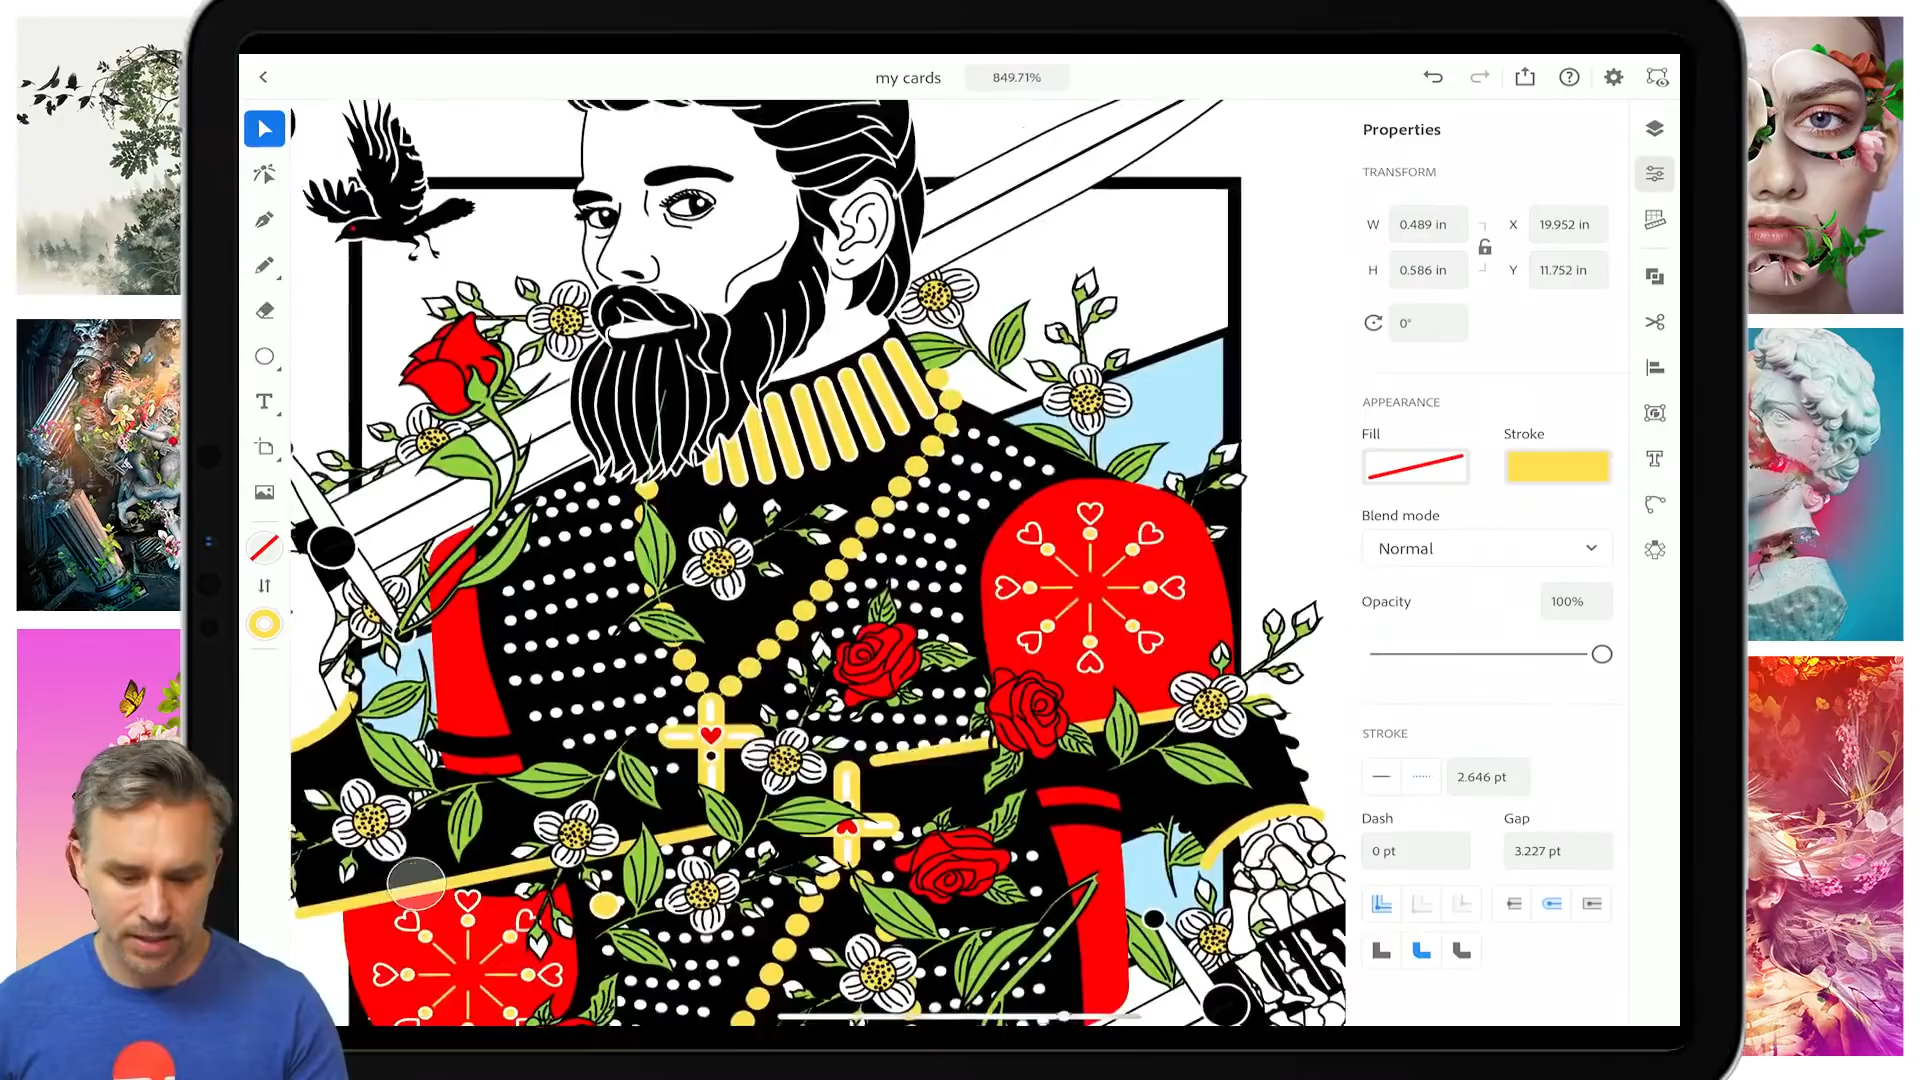 my cards
849.71%
Properties
TRANSFORM
W 0.489 in X 19.952 in
H 0.586 in Y 11.752 in
0°
APPEARANCE
Fill Stroke
Blend mode
Normal
Opacity 100%
STROKE
2.646 pt
Dash Gap
0 pt 3.227 pt